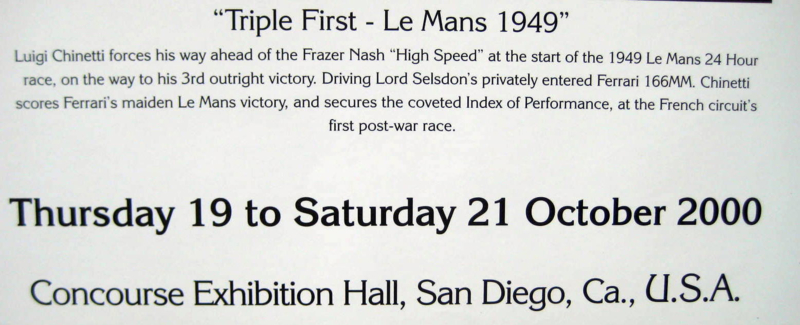 “Triple First - Le Mans 1949”
Luigi Chinetti forces his way ahead of the Frazer Nash “High Speed” at the start of the 1949 Le Mans 24 Hour
race, on the way to his 3rd outright victory. Driving Lord Selsdon's privately entered Ferrari 166MM. Chinetti
scores Ferrari's maiden Le Mans victory, and secures the coveted Index of Performance, at the French circuit's
first post-war race.
Thursday 19 to Saturday 21 October 2000
Concourse Exhibition Hall, San Diego, Ca., U.S.A.